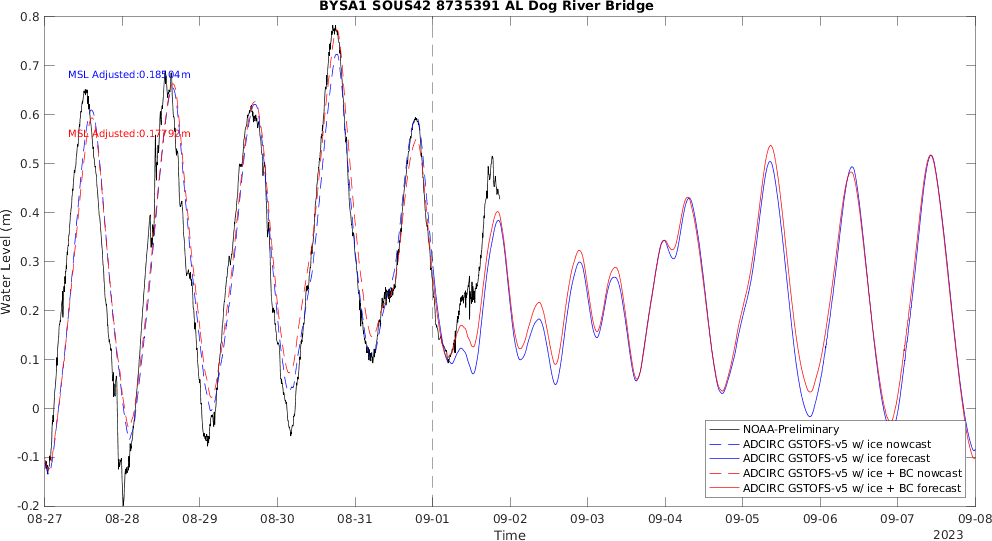 BYSA1 SOUS42 8735391 AL Dog River Bridge
0.8
0.7
0.6
0.5
0.4
0.3
0.2
0.1
0
-0.1
-0.2
Water Level (m)
MSL Adjusted:0.18504m
MSL Adjusted:0.17792m
NOAA-Preliminary
ADCIRC GSTOFS-v5 w/ ice nowcast
ADCIRC GSTOFS-v5 w/ ice forecast
ADCIRC GSTOFS-v5 w/ ice + BC nowcast
ADCIRC GSTOFS-v5 w/ ice + BC forecast
08-27 08-28 08-29 08-30 08-31 09-01 09-02 09-03 09-04 09-05 09-06 09-07 09-08
Time
2023